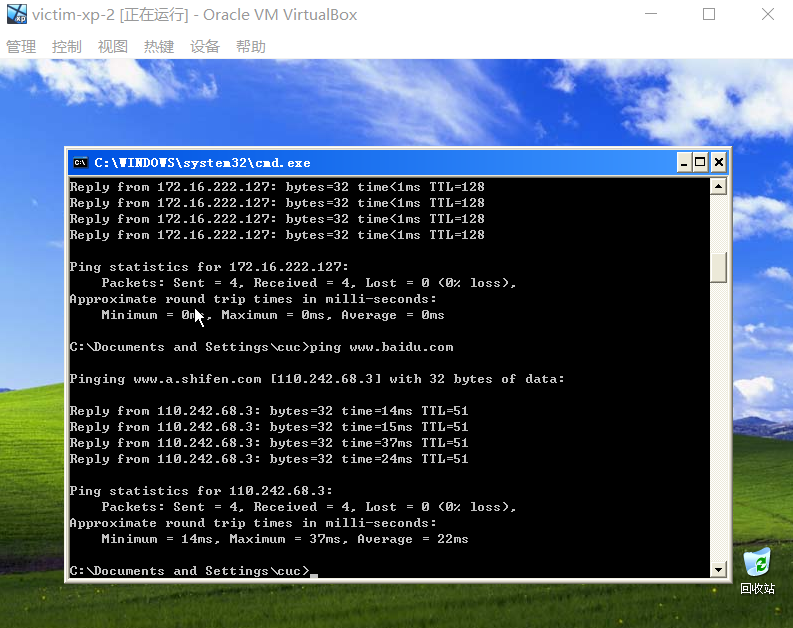 victim-xp-2 [正在运行] - Oracle VM VirtualBox
管理 控制 视图 热键 设备 帮助
C:\WINDOWS\system32\cmd.exe
Reply from 172.16.222.127: bytes=32 time<1ms TTL=128
Reply from 172.16.222.127: bytes=32 time<1ms TTL=128
Reply from 172.16.222.127: bytes=32 time<1ms TTL=128
Reply from 172.16.222.127: bytes=32 time<1ms TTL=128
Ping statistics for 172.16.222.127:
Packets: Sent = 4, Received = 4, Lost = 0 (0% loss),
Approximate round trip times in milli-seconds:
Minimum = 0ms, Maximum = 0ms, Average = 0ms
C:\Documents and Settings\cuc>ping www.baidu.com
Pinging www.a.shifen.com [110.242.68.3] with 32 bytes of data:
Reply from 110.242.68.3: bytes=32 time=14ms TTL=51
Reply from 110.242.68.3: bytes=32 time=15ms TTL=51
Reply from 110.242.68.3: bytes=32 time=37ms TTL=51
Reply from 110.242.68.3: bytes=32 time=24ms TTL=51
Ping statistics for 110.242.68.3:
Packets: Sent = 4, Received = 4, Lost = 0 (0% loss),
Approximate round trip times in milli-seconds:
Minimum = 14ms, Maximum = 37ms, Average = 22ms
C:\Documents and Settings\cuc>
回收站